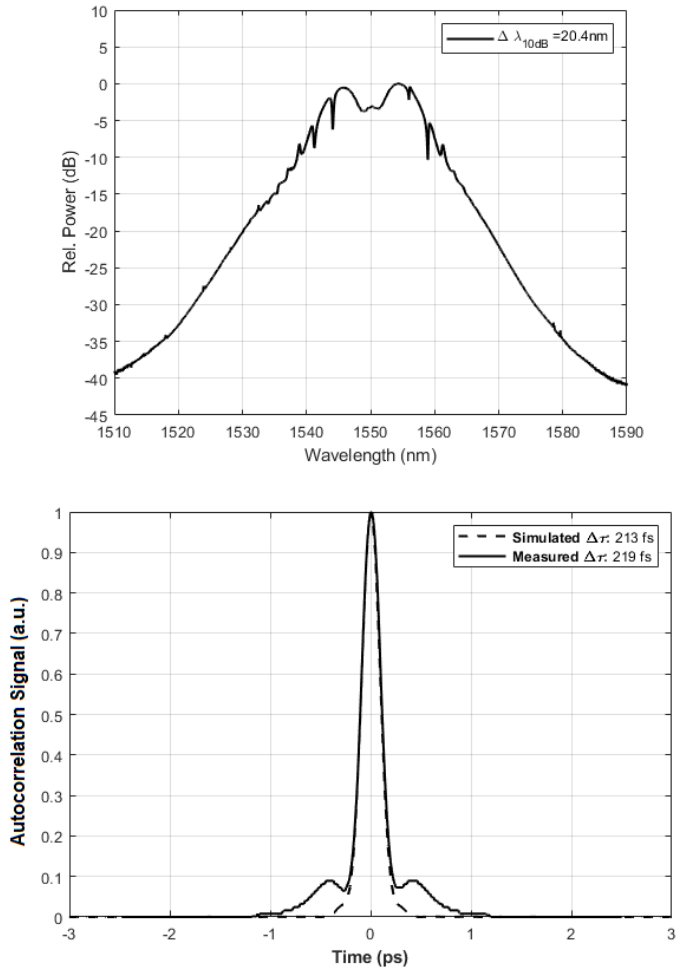 10
5
0
-5
-10
-15
-20
-25
-30
-35
-40
-45
Rel. Power (dB)
Δ λ10dB =20.4nm
1510 1520 1530 1540 1550 1560 1570 1580 1590
Wavelength (nm)
1
0.9
0.8
0.7
0.6
0.5
0.4
0.3
0.2
0.1
0
Autocorrelation Signal (a.u.)
Simulated Δτ: 213 fs
Measured Δτ: 219 fs
-3 -2 -1 0 1 2 3
Time (ps)